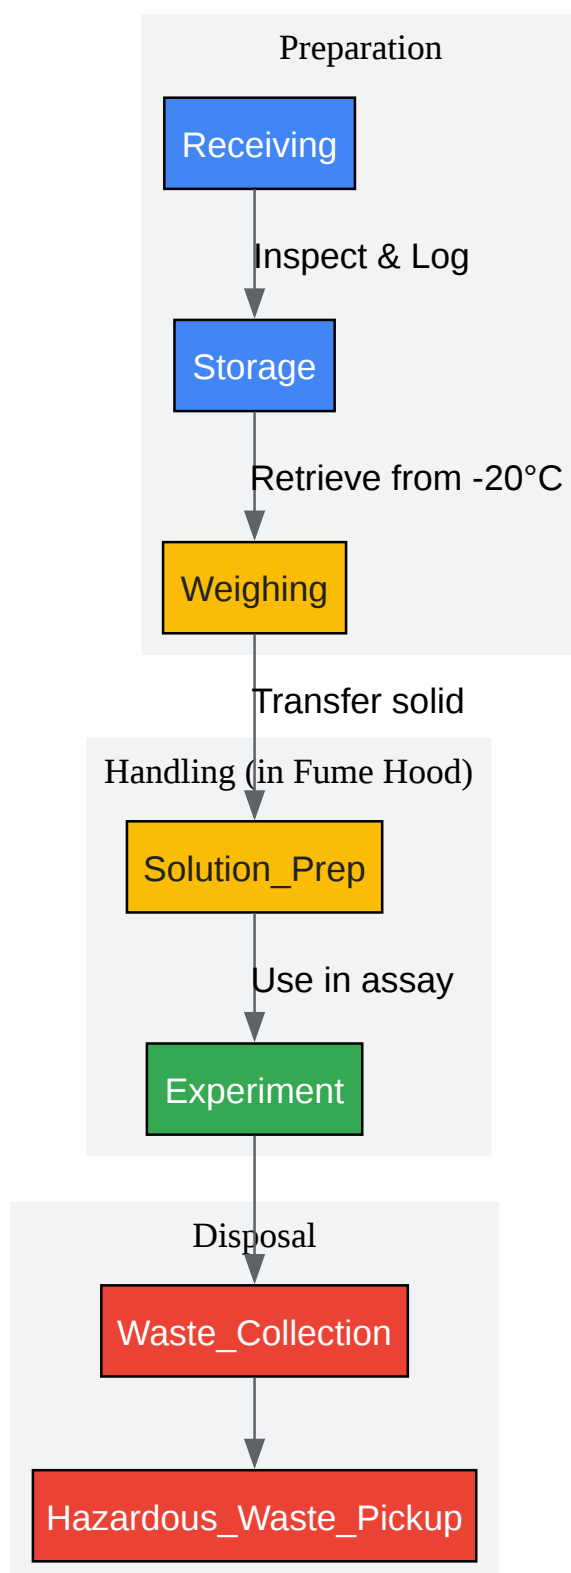 Preparation
Receiving
Inspect & Log
Storage
Retrieve from -20°C
Weighing
Transfer solid
Handling (in Fume Hood)
Solution_Prep
Use in assay
Experiment
Disposal
Waste_Collection
Hazardous_Waste_Pickup